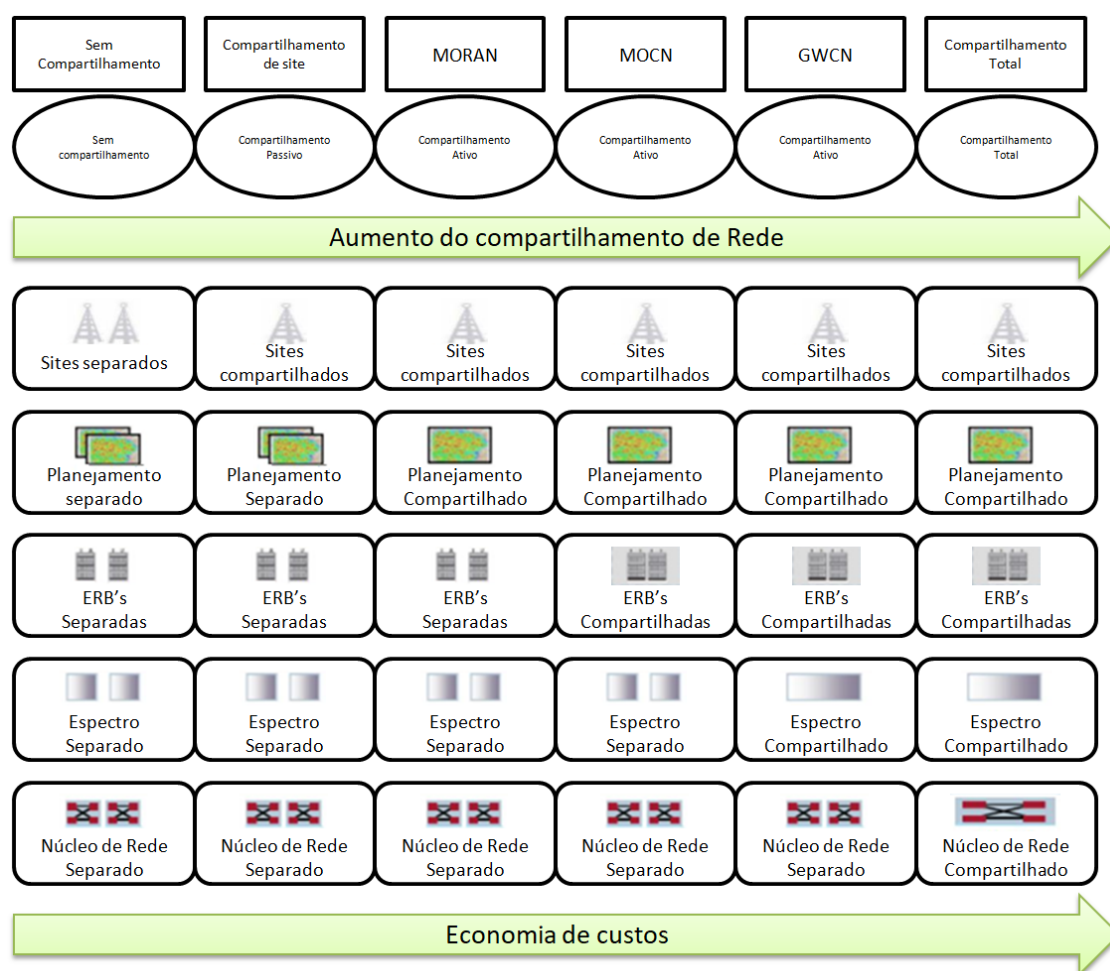 Sem
Compartilhamento
Compartilhamento
de site
MORAN
MOCN
GWCN
Compartilhamento
Total
Sem
compartilhamento
Compartilhamento
Passivo
Compartilhamento
Ativo
Compartilhamento
Ativo
Compartilhamento
Ativo
Compartilhamento
Total
Aumento do compartilhamento de Rede
Sites separados
Sites
compartilhados
Sites
compartilhados
Sites
compartilhados
Sites
compartilhados
Sites
compartilhados
Planejamento
separado
Planejamento
Separado
Planejamento
Compartilhado
Planejamento
Compartilhado
Planejamento
Compartilhado
Planejamento
Compartilhado
ERB’s
Separadas
ERB’s
Separadas
ERB’s
Separadas
ERB’s
Compartilhadas
ERB’s
Compartilhadas
ERB’s
Compartilhadas
Espectro
Separado
Espectro
Separado
Espectro
Separado
Espectro
Separado
Espectro
Compartilhado
Espectro
Compartilhado
Núcleo de Rede
Separado
Núcleo de Rede
Separado
Núcleo de Rede
Separado
Núcleo de Rede
Separado
Núcleo de Rede
Separado
Núcleo de Rede
Compartilhado
Economia de custos